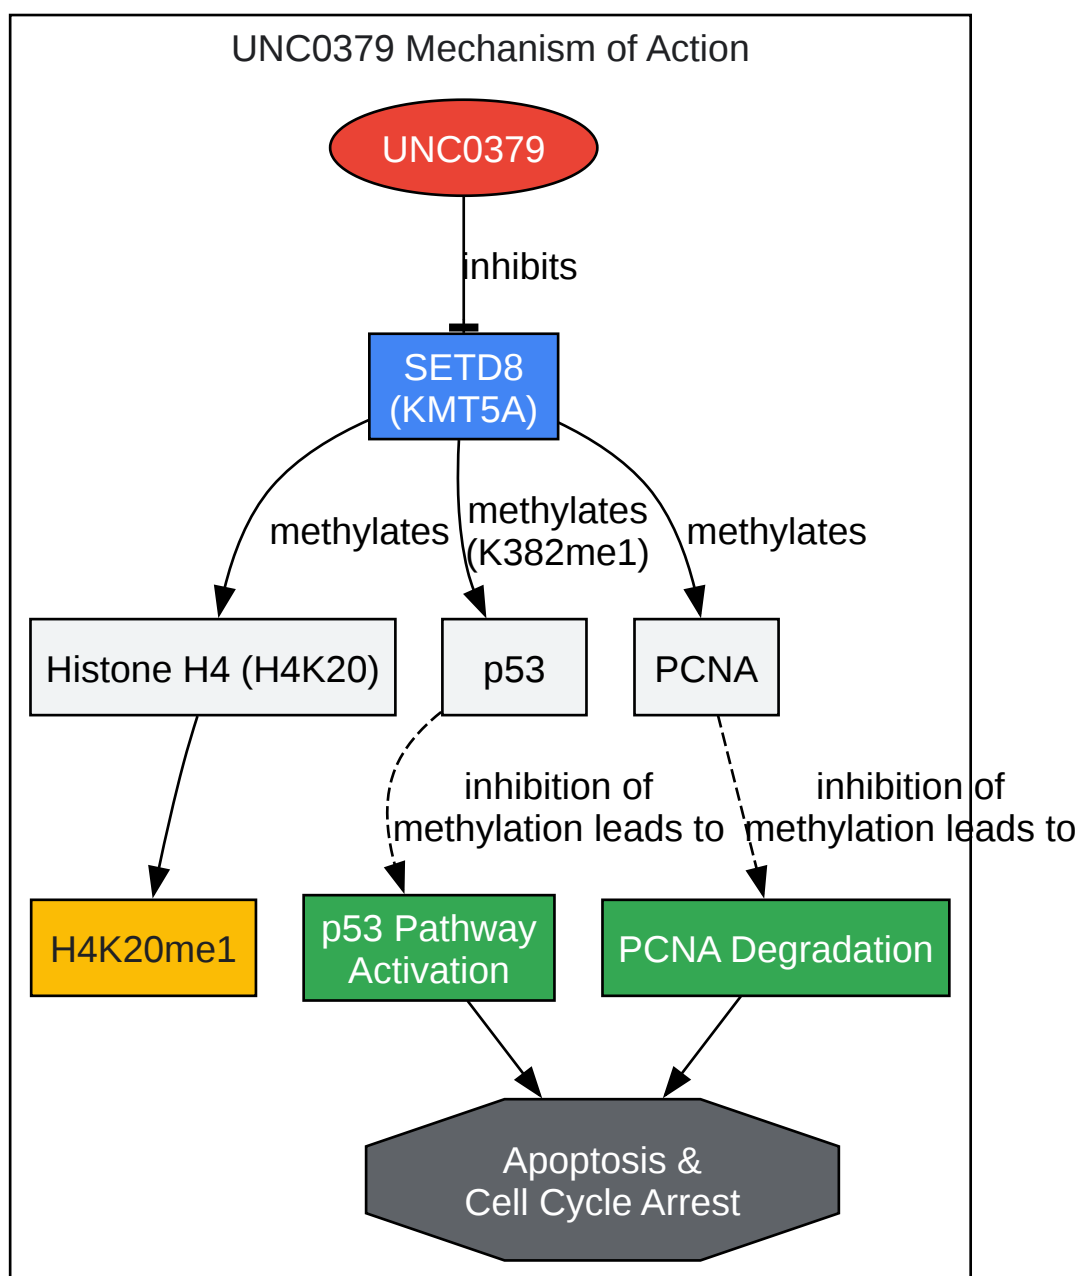 UNC0379 Mechanism of Action
UNC0379
inhibits
SETD8
(KMT5A)
methylates
methylates
(K382me1)
methylates
Histone H4 (H4K20)
p53
PCNA
inhibition of
methylation leads to
inhibition of
methylation leads to
H4K20me1
p53 Pathway
Activation
PCNA Degradation
Apoptosis &
Cell Cycle Arrest